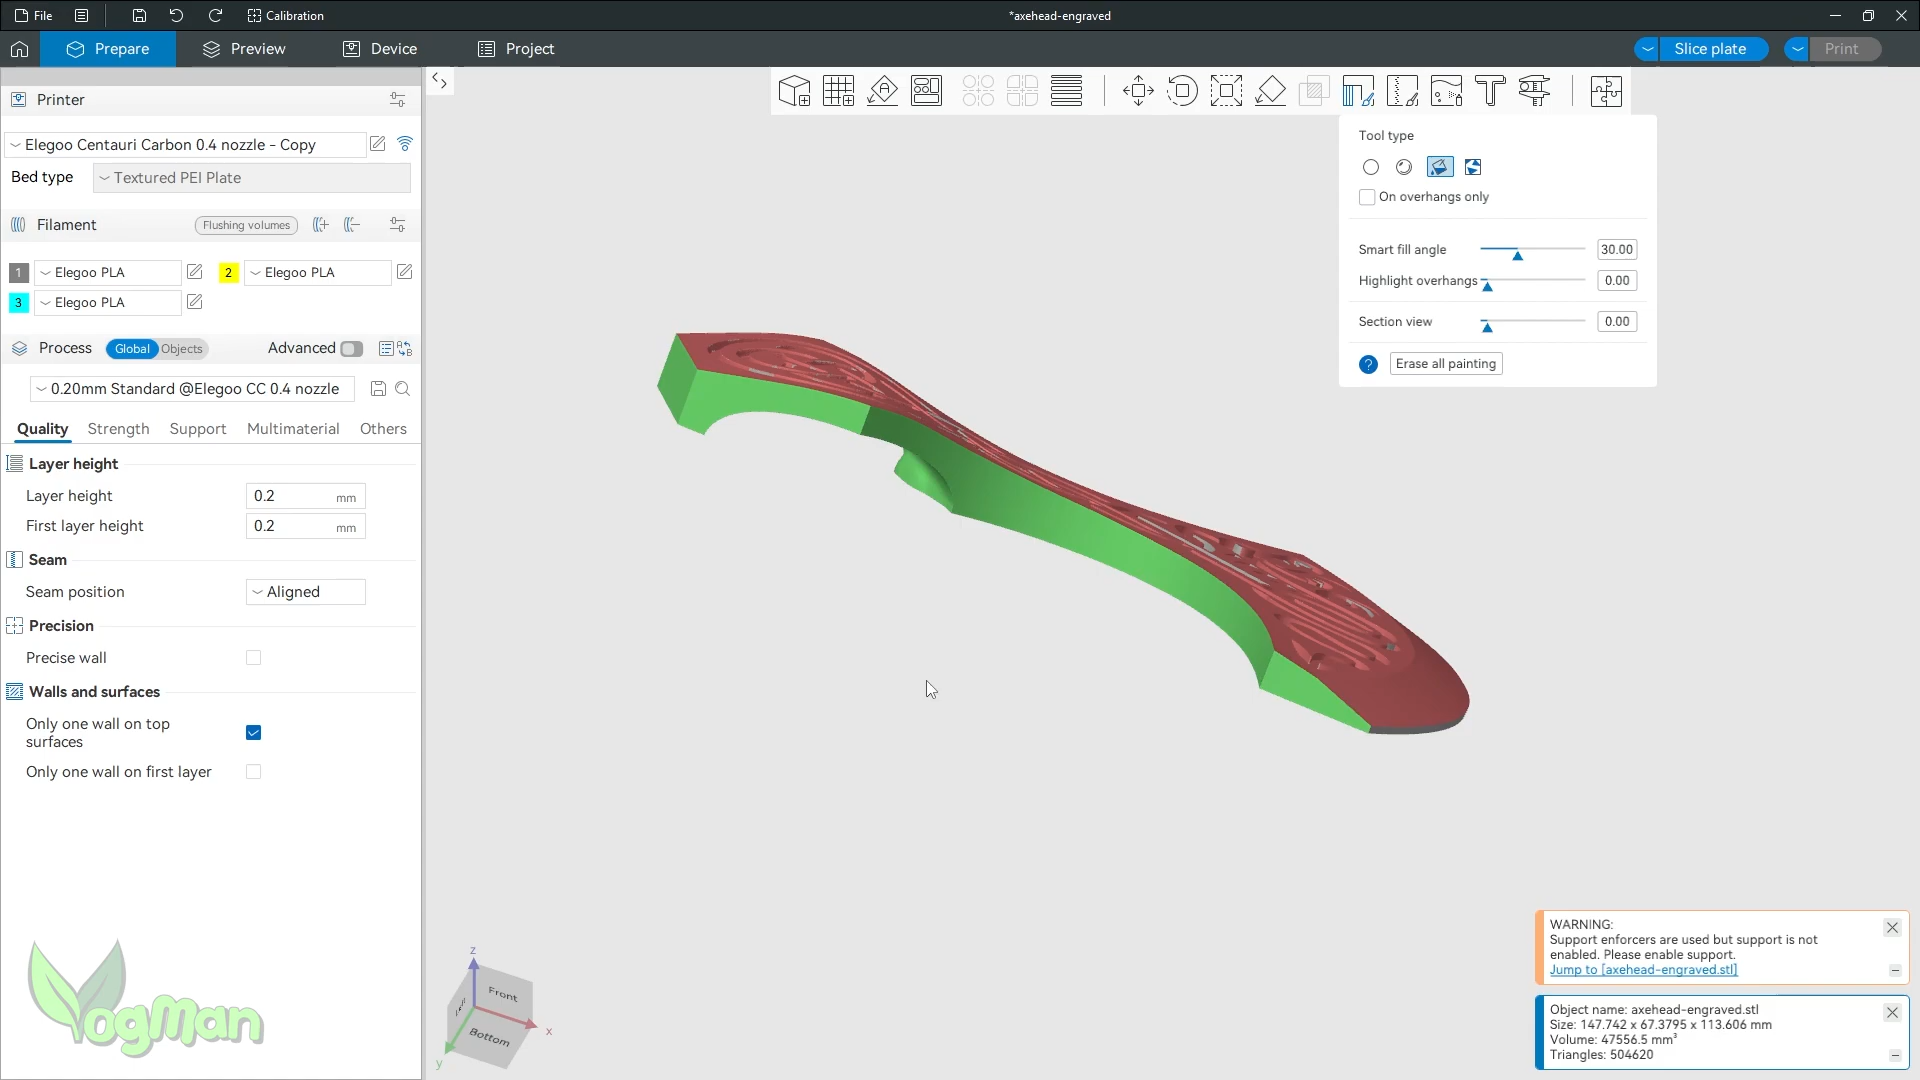 File
Calibration
*axehead-engraved
Prepare
Preview
Device
Project
Slice plate
Print
Printer
Elegoo Centauri Carbon 0.4 nozzle - Copy
Bed type
Textured PEI Plate
Filament
Flushing volumes
1
Elegoo PLA
2
Elegoo PLA
3
Elegoo PLA
Process
Global
Objects
Advanced
0.20mm Standard @Elegoo CC 0.4 nozzle
Quality
Strength
Support
Multimaterial
Others
Layer height
Layer height
0.2
mm
First layer height
0.2
mm
Seam
Seam position
Aligned
Precision
Precise wall
Walls and surfaces
Only one wall on top
surfaces
Only one wall on first layer
Tool type
On overhangs only
Smart fill angle
30.00
Highlight overhangs
0.00
Section view
0.00
?
Erase all painting
WARNING:
Support enforcers are used but support is not
enabled. Please enable support.
Jump to [axehead-engraved.stl]
Object name: axehead-engraved.stl
Size: 147.742 x 67.3795 x 113.606 mm
Volume: 47556.5 mm³
Triangles: 504620
z
Front
Left
Bottom
x
y
YogMan